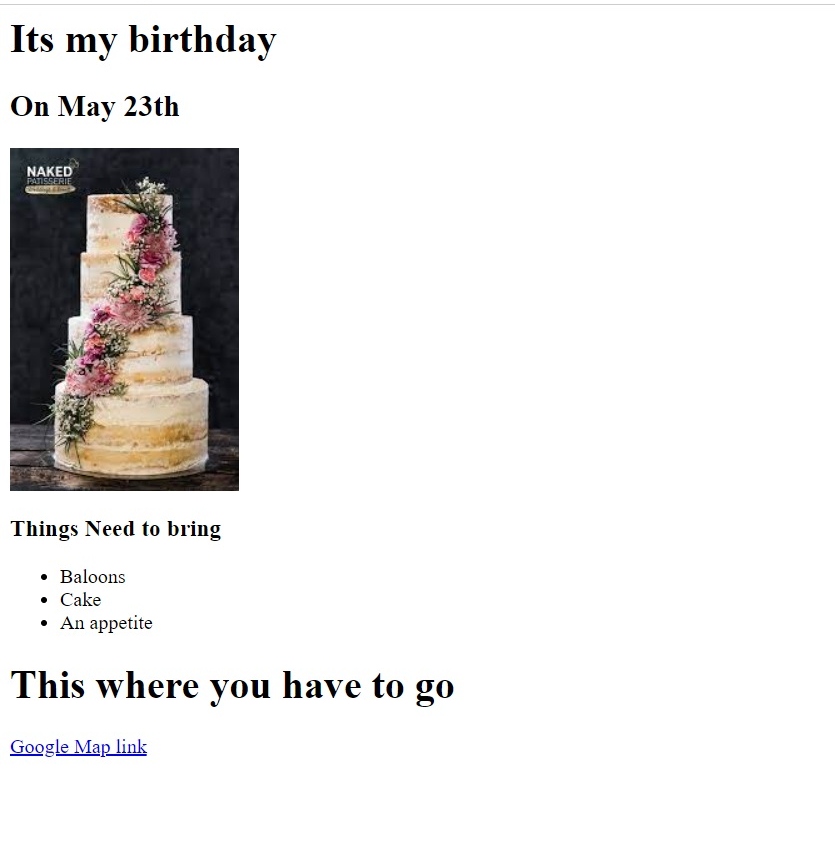 Its my birthday
On May 23th
NAKED
PATISSERIE
Things Need to bring
Baloons
Cake
An appetite
This where you have to go
Google Map link